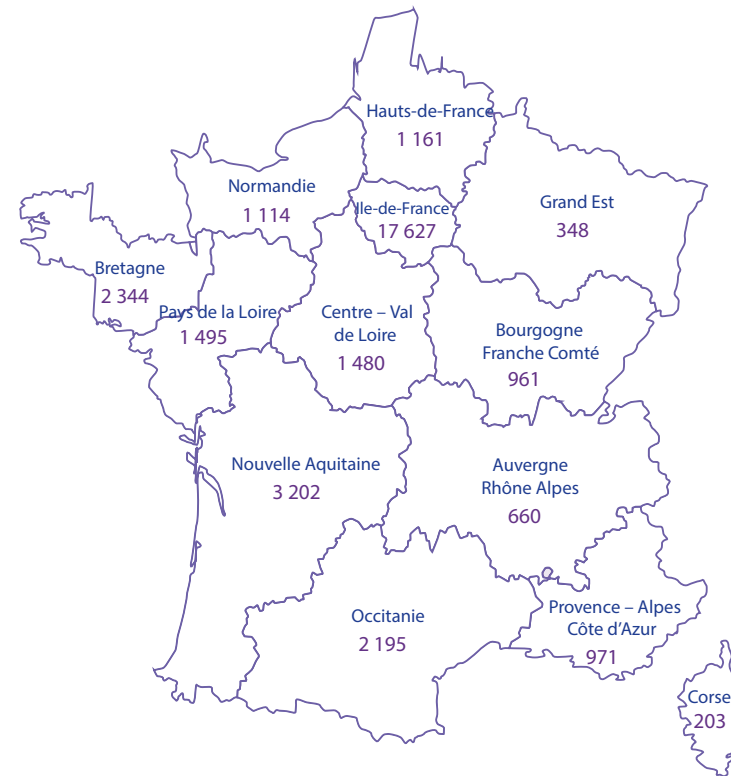 Hauts-de-France
1 161
Normandie
1 114
Ile-de-France
17 627
Grand Est
348
Bretagne
2 344
Pays de la Loire
1 495
Centre – Val
de Loire
1 480
Bourgogne
Franche Comté
961
Nouvelle Aquitaine
3 202
Auvergne
Rhône Alpes
660
Occitanie
2 195
Provence – Alpes
Côte d’Azur
971
Corse
203